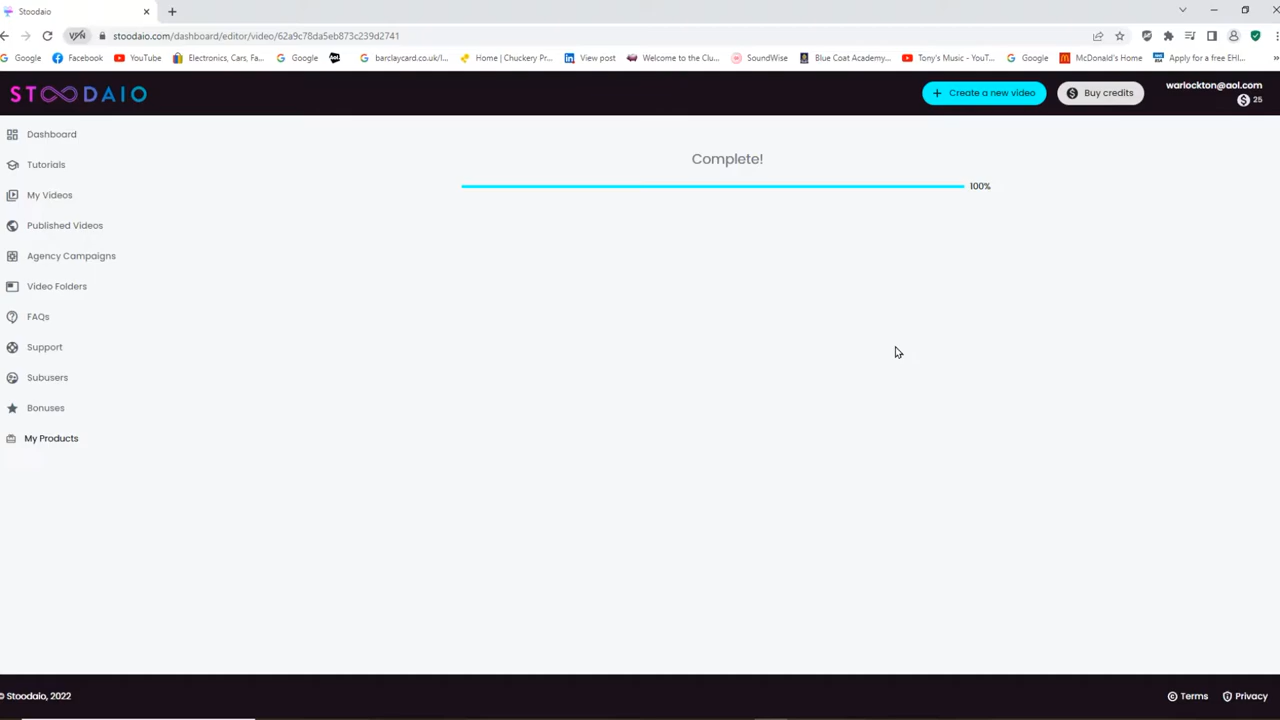 Stoodaio
VPN
stoodaio.com/dashboard/editor/video/62a9c78da5eb873c239d2741
Google
Facebook
YouTube
Electronics, Cars, Fa...
Google
Aol.
barclaycard.co.uk/l...
Home | Chuckery Pr...
View post
Welcome to the Clu...
SoundWise
Blue Coat Academy...
Tony's Music - YouT...
Google
McDonald's Home
Apply for a free EHI...
STOODAIO
+ Create a new video
Buy credits
warlockton@aol.com
25
Dashboard
Complete!
Tutorials
100%
My Videos
Published Videos
Agency Campaigns
Video Folders
FAQs
Support
Subusers
Bonuses
My Products
© Stoodaio, 2022
Terms
Privacy